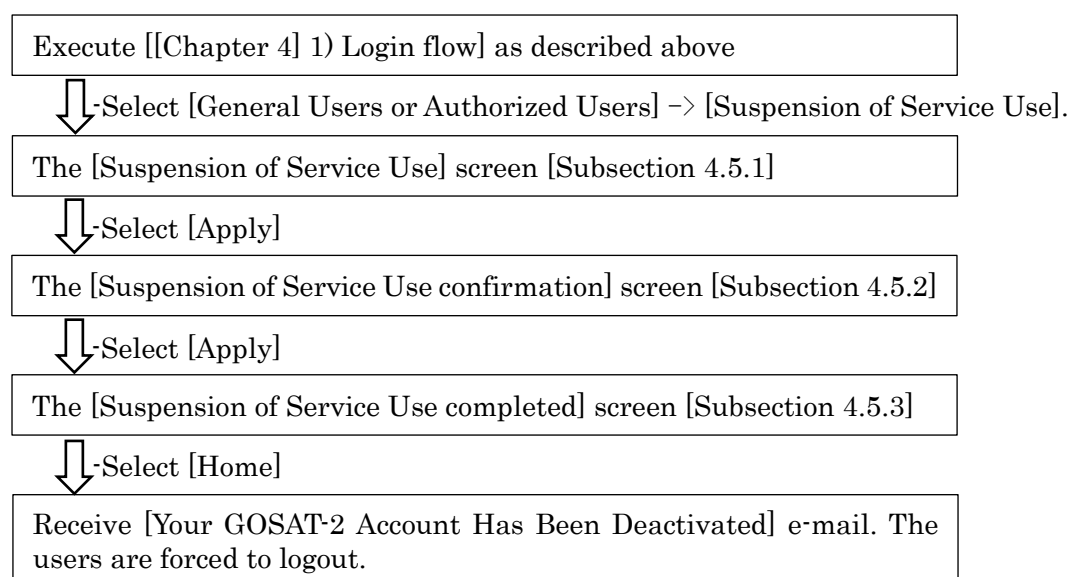 Execute [[Chapter 4] 1) Login flow] as described above
-Select [General Users or Authorized Users] -> [Suspension of Service Use].
The [Suspension of Service Use] screen [Subsection 4.5.1]
-Select [Apply]
The [Suspension of Service Use confirmation] screen [Subsection 4.5.2]
-Select [Apply]
The [Suspension of Service Use completed] screen [Subsection 4.5.3]
-Select [Home]
Receive [Your GOSAT-2 Account Has Been Deactivated] e-mail. The
users are forced to logout.